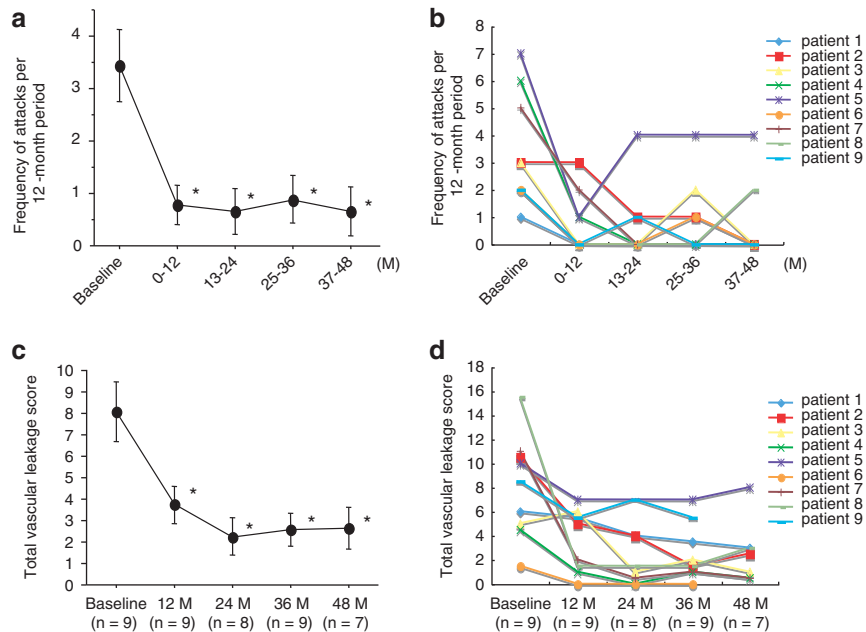 a
Frequency of attacks per
12 -month period
4
3
2
1
0
*
*
*
*
Baseline
0-12
13-24
25-36
37-48
(M)
b
Frequency of attacks per
12 -month period
8
7
6
5
4
3
2
1
0
Baseline
0-12
13-24
25-36
37-48
(M)
patient 1
patient 2
patient 3
patient 4
patient 5
patient 6
patient 7
patient 8
patient 9
c
Total vascular leakage score
10
9
8
7
6
5
4
3
2
1
0
*
*
*
*
Baseline 12 M 24 M 36 M 48 M
(n = 9) (n = 9) (n = 8) (n = 9) (n = 7)
d
Total vascular leakage score
18
16
14
12
10
8
6
4
2
0
Baseline 12 M 24 M 36 M 48 M
(n = 9) (n = 9) (n = 8) (n = 9) (n = 7)
patient 1
patient 2
patient 3
patient 4
patient 5
patient 6
patient 7
patient 8
patient 9